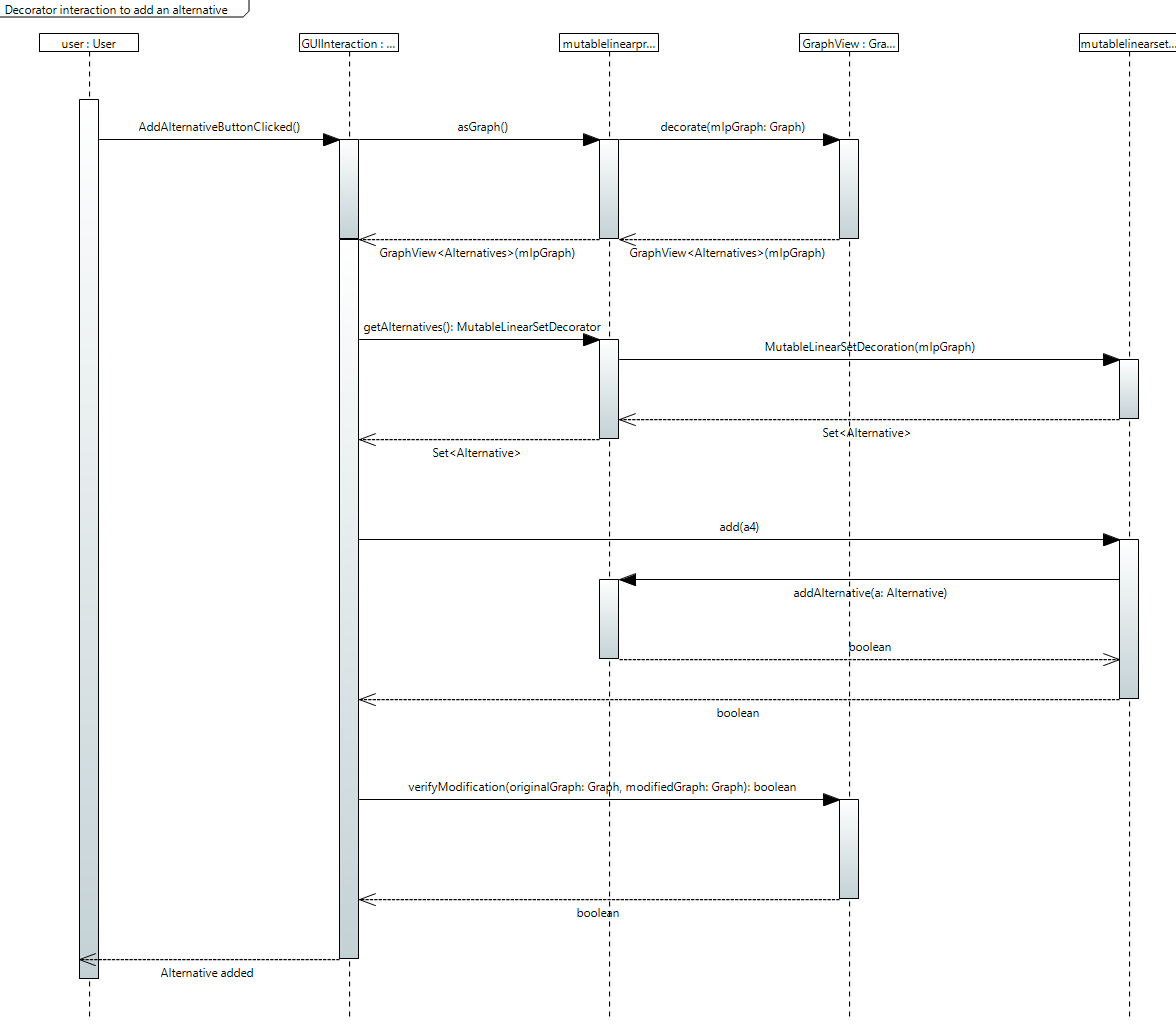 Decorator interaction to add an alternative
user : User
GUIInteraction : ...
mutablelinearpr...
GraphView : Gra...
mutablelinearset...
AddAlternativeButtonClicked()
asGraph()
decorate(mlpGraph: Graph)
GraphView<Alternatives>(mlpGraph)
GraphView<Alternatives>(mlpGraph)
getAlternatives(): MutableLinearSetDecorator
MutableLinearSetDecoration(mlpGraph)
Set<Alternative>
Set<Alternative>
add(a4)
addAlternative(a: Alternative)
boolean
boolean
verifyModification(originalGraph: Graph, modifiedGraph: Graph): boolean
boolean
Alternative added